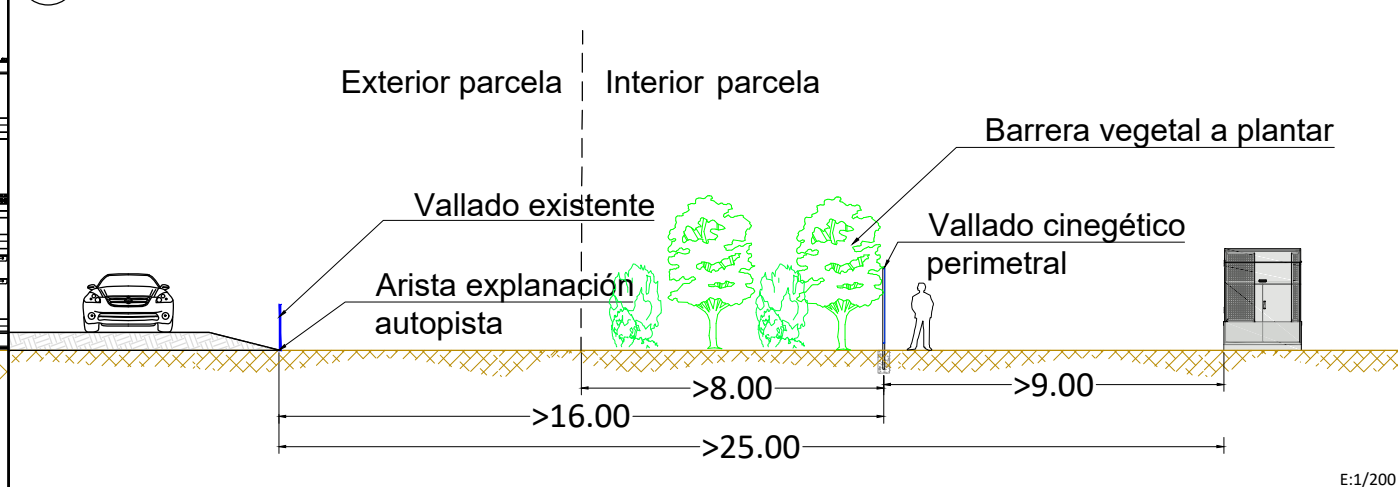 Exterior parcela
Interior parcela
Barrera vegetal a plantar
Vallado existente
Vallado cinegético
perimetral
Arista explanación
autopista
>8.00
>9.00
>16.00
>25.00
E:1/200